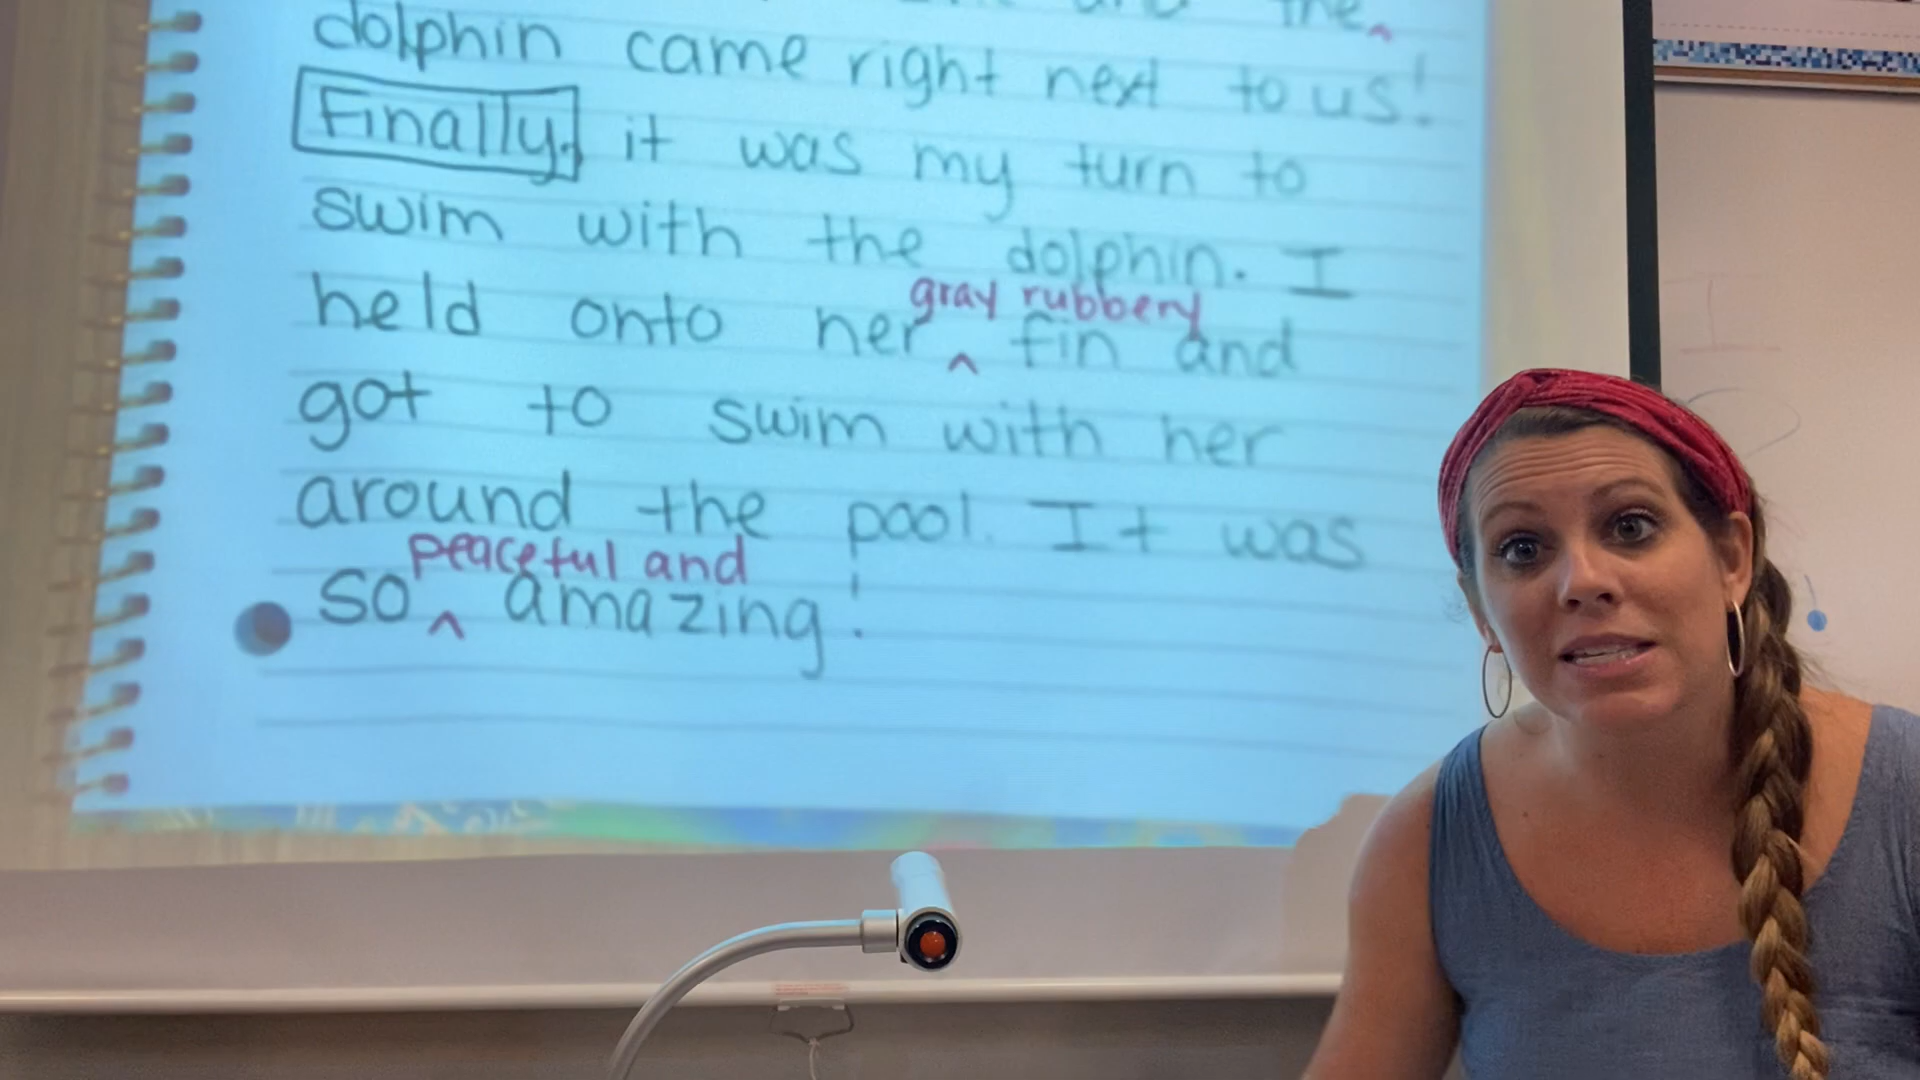 the ^
dolphin came right next to us!
Finally, it was my turn to
swim with the dolphin. I
gray rubbery
held onto her ^ fin and
got to swim with her
around the pool. It was
peaceful and
so ^ amazing!